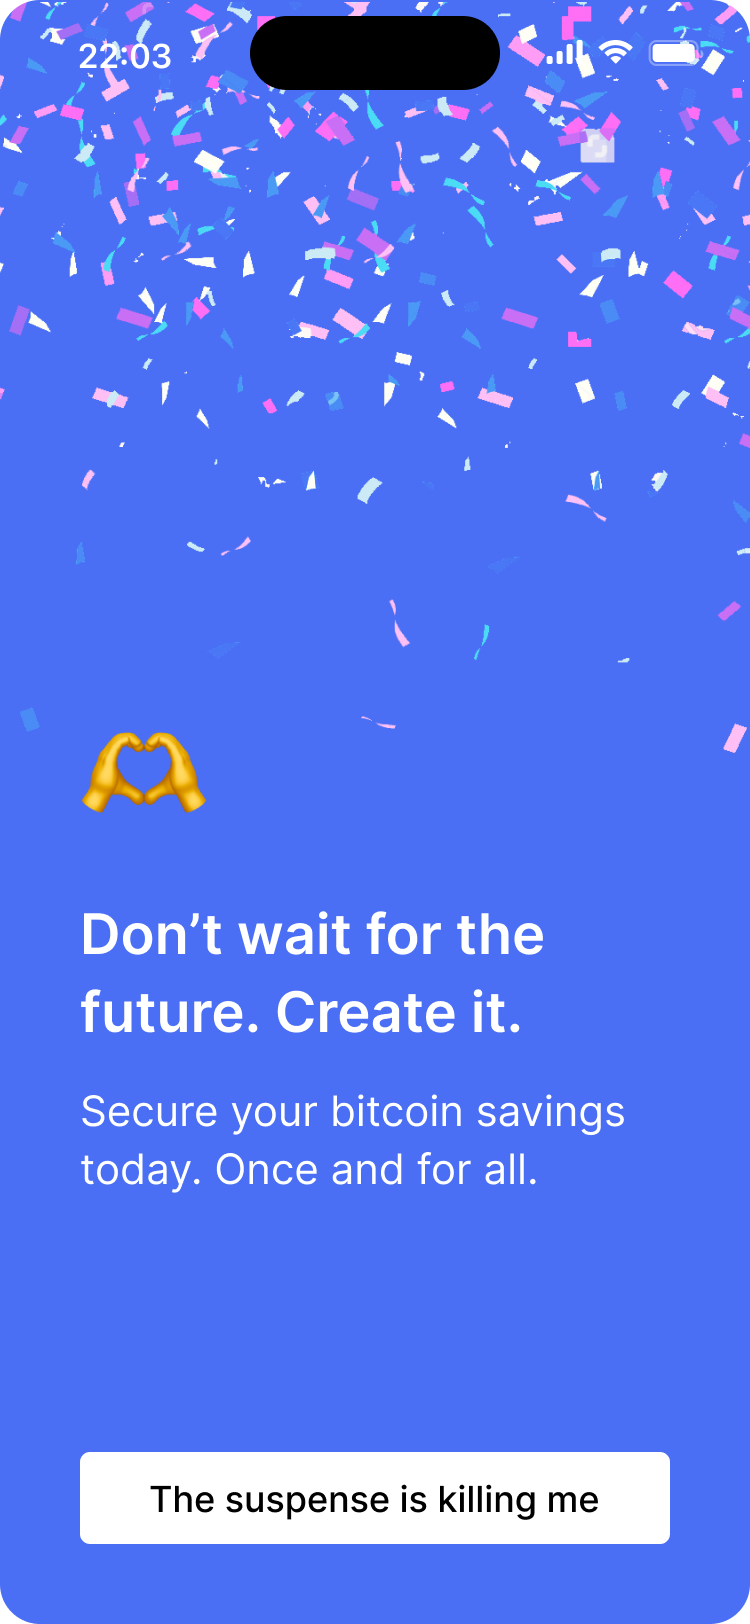 22:03
Don’t wait for the
future. Create it.
Secure your bitcoin savings
today. Once and for all.
The suspense is killing me